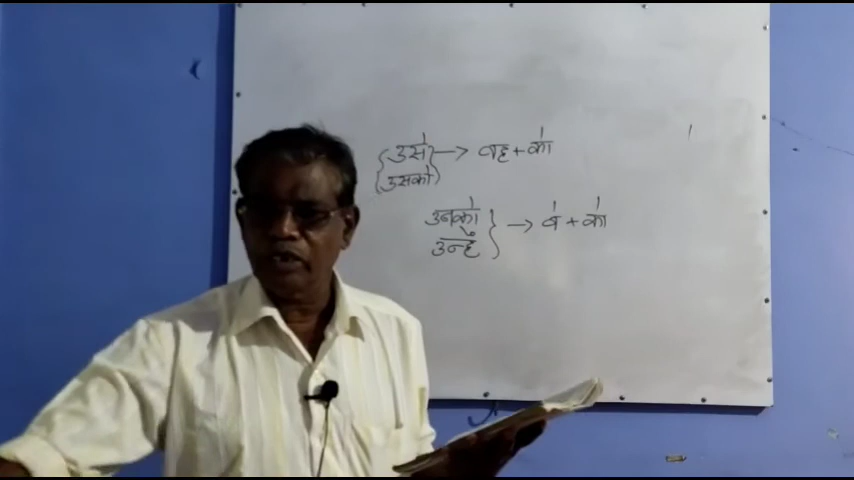 {उसे } → वह + को
{उसको)
उनको } → वे + को
उन्हें }